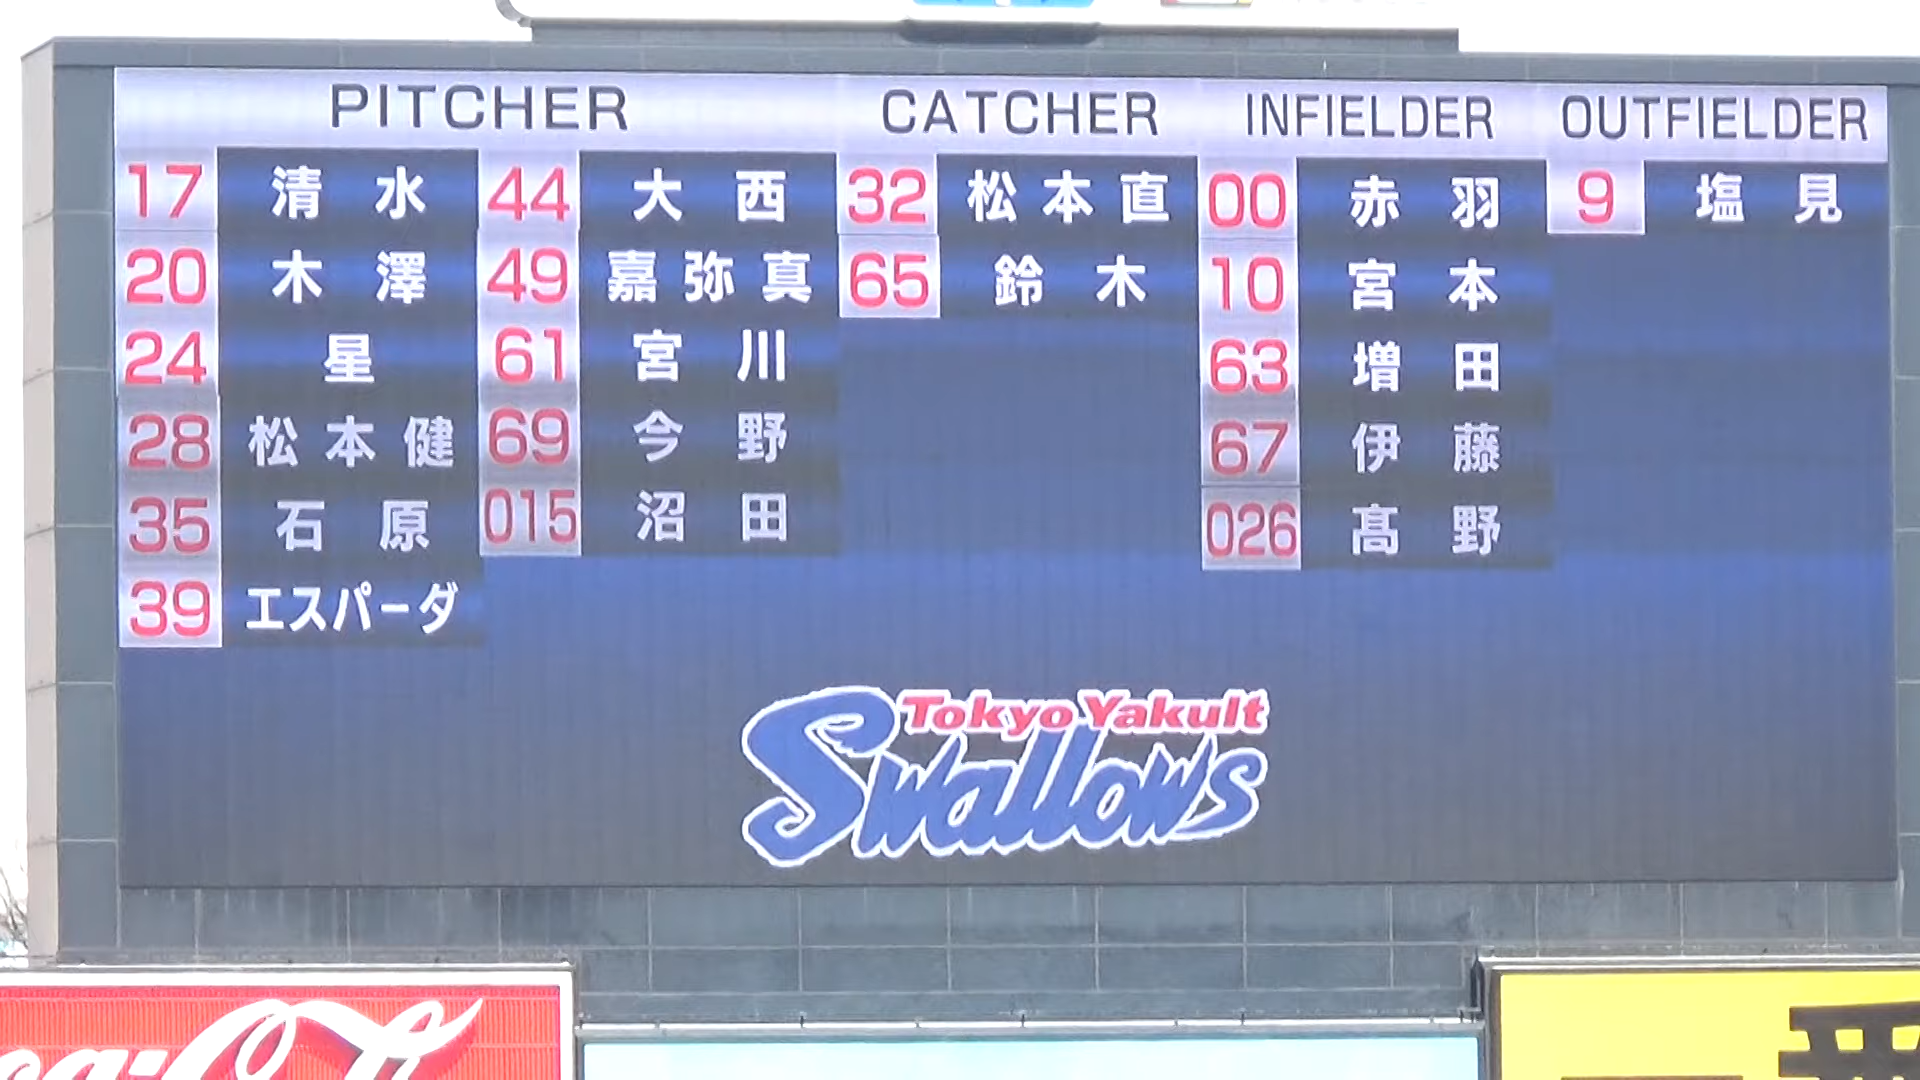 PITCHER CATCHER INFIELDER OUTFIELDER
17 清水 44 大西 32 松本直 00 赤羽 9 塩見
20 木澤 49 嘉弥真 65 鈴木 10 宮本
24 星 61 宮川 63 増田
28 松本健 69 今野 67 伊藤
35 石原 015 沼田 026 髙野
39 エスパーダ
Tokyo Yakult
Swallows